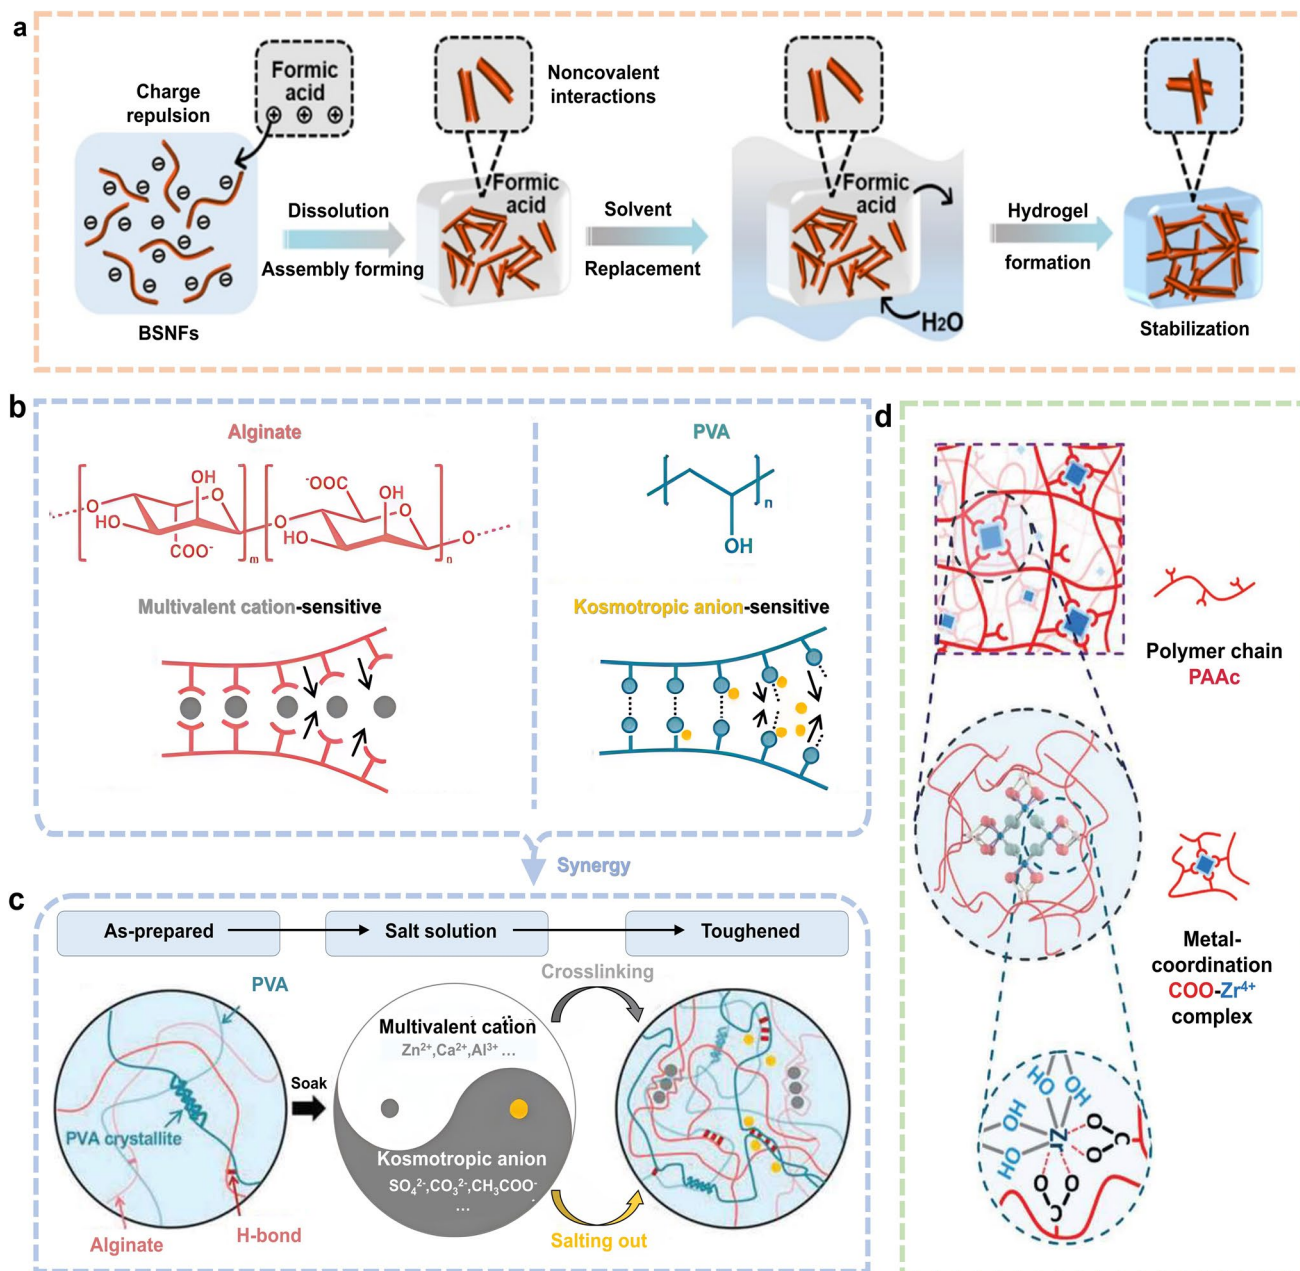 a
Charge
repulsion
Formic
acid
Noncovalent
interactions
BSNFs
Dissolution
Assembly forming
Formic
acid
Solvent
Replacement
Formic
acid
H₂O
Hydrogel
formation
Stabilization
b
Alginate
OH
O
O
HO
COO⁻
m
⁻OOC
OH
O
O
HO
n
O
PVA
n
OH
Multivalent cation-sensitive
Kosmotropic anion-sensitive
Synergy
c
As-prepared
Salt solution
Toughened
PVA
PVA crystallite
Alginate
H-bond
Soak
Multivalent cation
Zn²⁺,Ca²⁺,Al³⁺ ...
Kosmotropic anion
SO₄²⁻,CO₃²⁻,CH₃COO⁻
...
Crosslinking
Salting out
d
Polymer chain
PAAc
Metal-
coordination
COO-Zr⁴⁺
complex
HO
OH
HO
HO
Zr
O
C
O
O
O
C